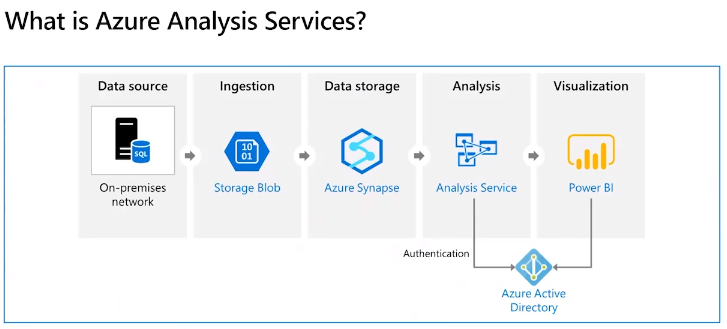 What is Azure Analysis Services?
Data source
Ingestion
Data storage
Analysis
Visualization
SQL
10
01
On-premises
network
Storage Blob
Azure Synapse
Analysis Service
Power BI
Authentication
Azure Active
Directory